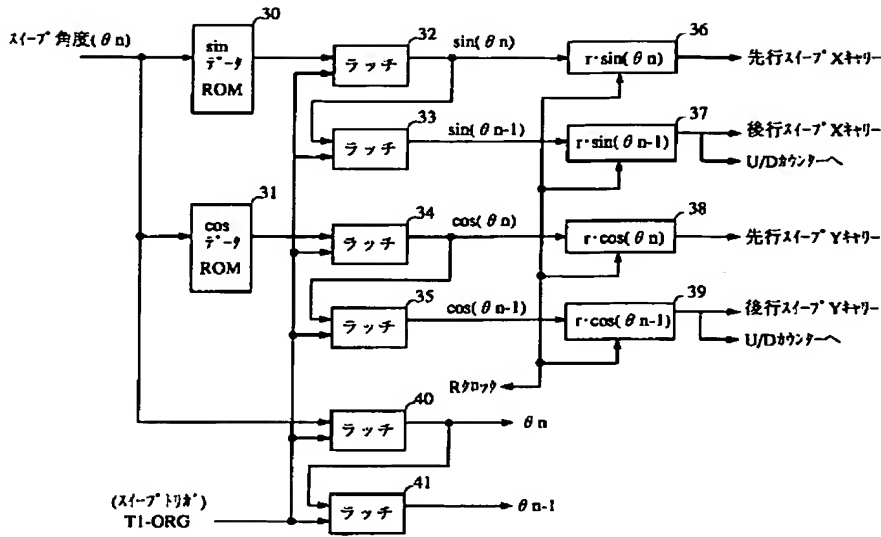 30
32
36
スイープ 角度(θn)
sin
データ
ROM
ラッチ
sin(θn)
r·sin(θn)
先行スイープXキャリー
33
37
ラッチ
sin(θn-1)
r·sin(θn-1)
後行スイープXキャリー
U/Dカウンターへ
31
34
38
cos
データ
ROM
ラッチ
cos(θn)
r·cos(θn)
先行スイープYキャリー
35
39
ラッチ
cos(θn-1)
r·cos(θn-1)
後行スイープYキャリー
U/Dカウンターへ
Rクロック
40
ラッチ
θn
41
(スイープトリガ)
T1-ORG
ラッチ
θn-1